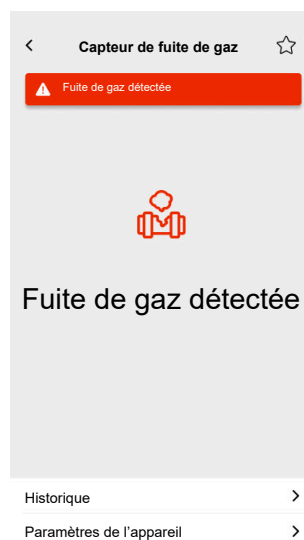 Capteur de fuite de gaz
Fuite de gaz détectée
Fuite de gaz détectée
Historique
Paramètres de l'appareil